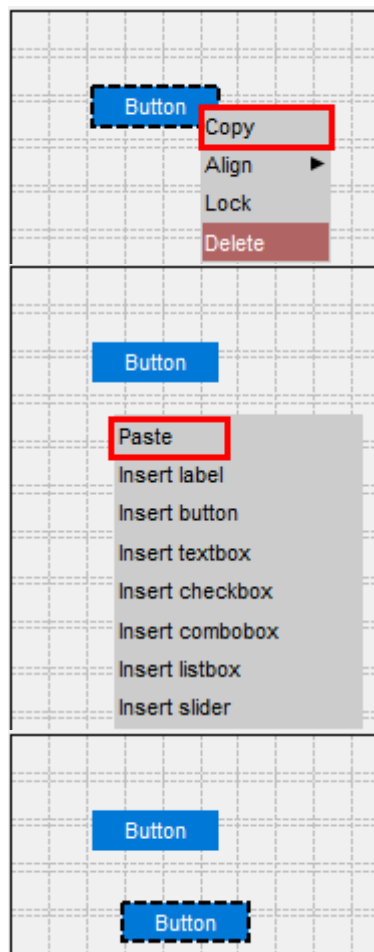 Button
Copy
Align
Lock
Delete
Button
Paste
Insert label
Insert button
Insert textbox
Insert checkbox
Insert combobox
Insert listbox
Insert slider
Button
Button